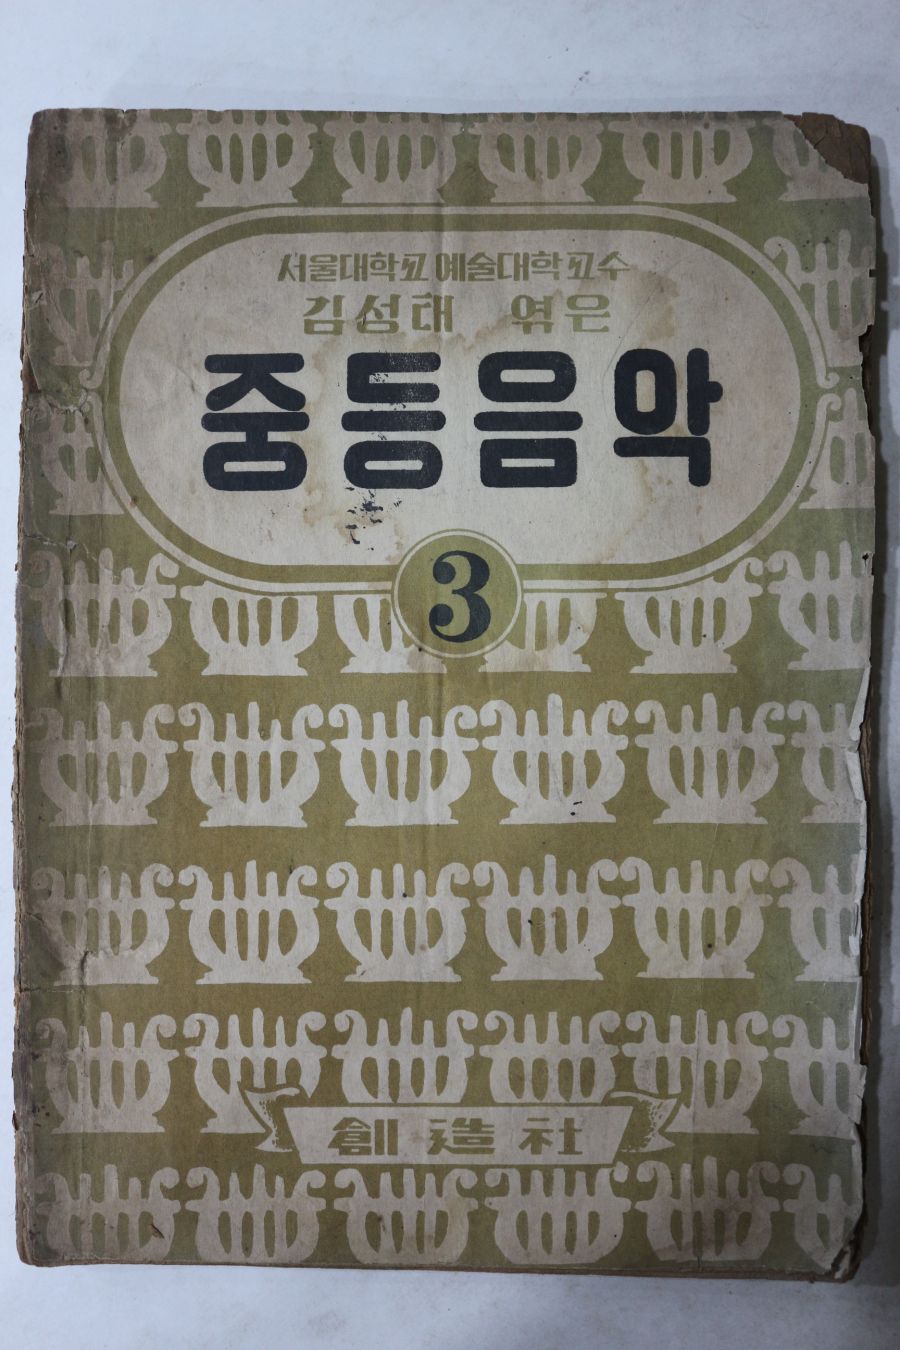 서울대학교 예술대학교수
김성태 엮은
중등음악
3
創造社